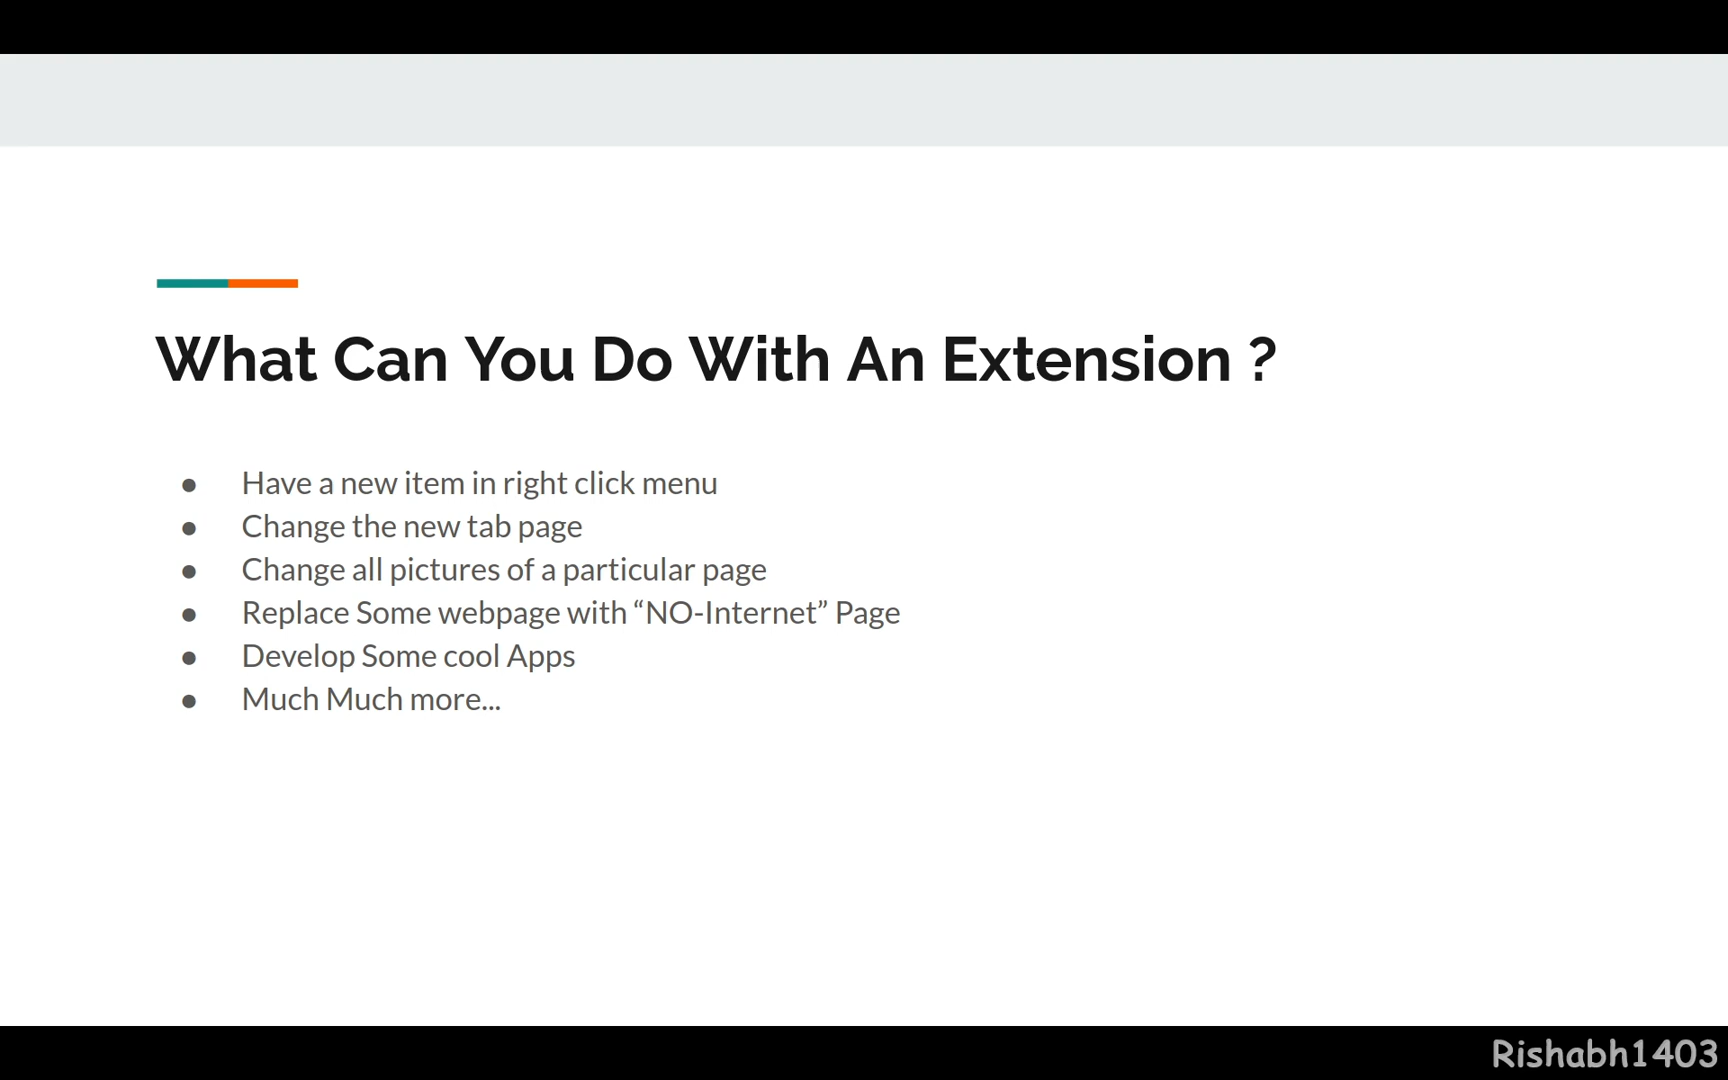 What Can You Do With An Extension ?
● Have a new item in right click menu
● Change the new tab page
● Change all pictures of a particular page
● Replace Some webpage with “NO-Internet” Page
● Develop Some cool Apps
● Much Much more...
Rishabh1403